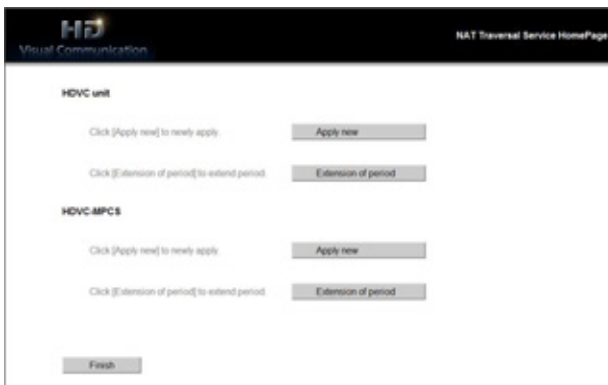 HD
Visual Communication
NAT Traversal Service HomePage
HDVC unit
Click [Apply new] to newly apply.
Apply new
Click [Extension of period] to extend period.
Extension of period
HDVC-MPCS
Click [Apply new] to newly apply.
Apply new
Click [Extension of period] to extend period.
Extension of period
Finish